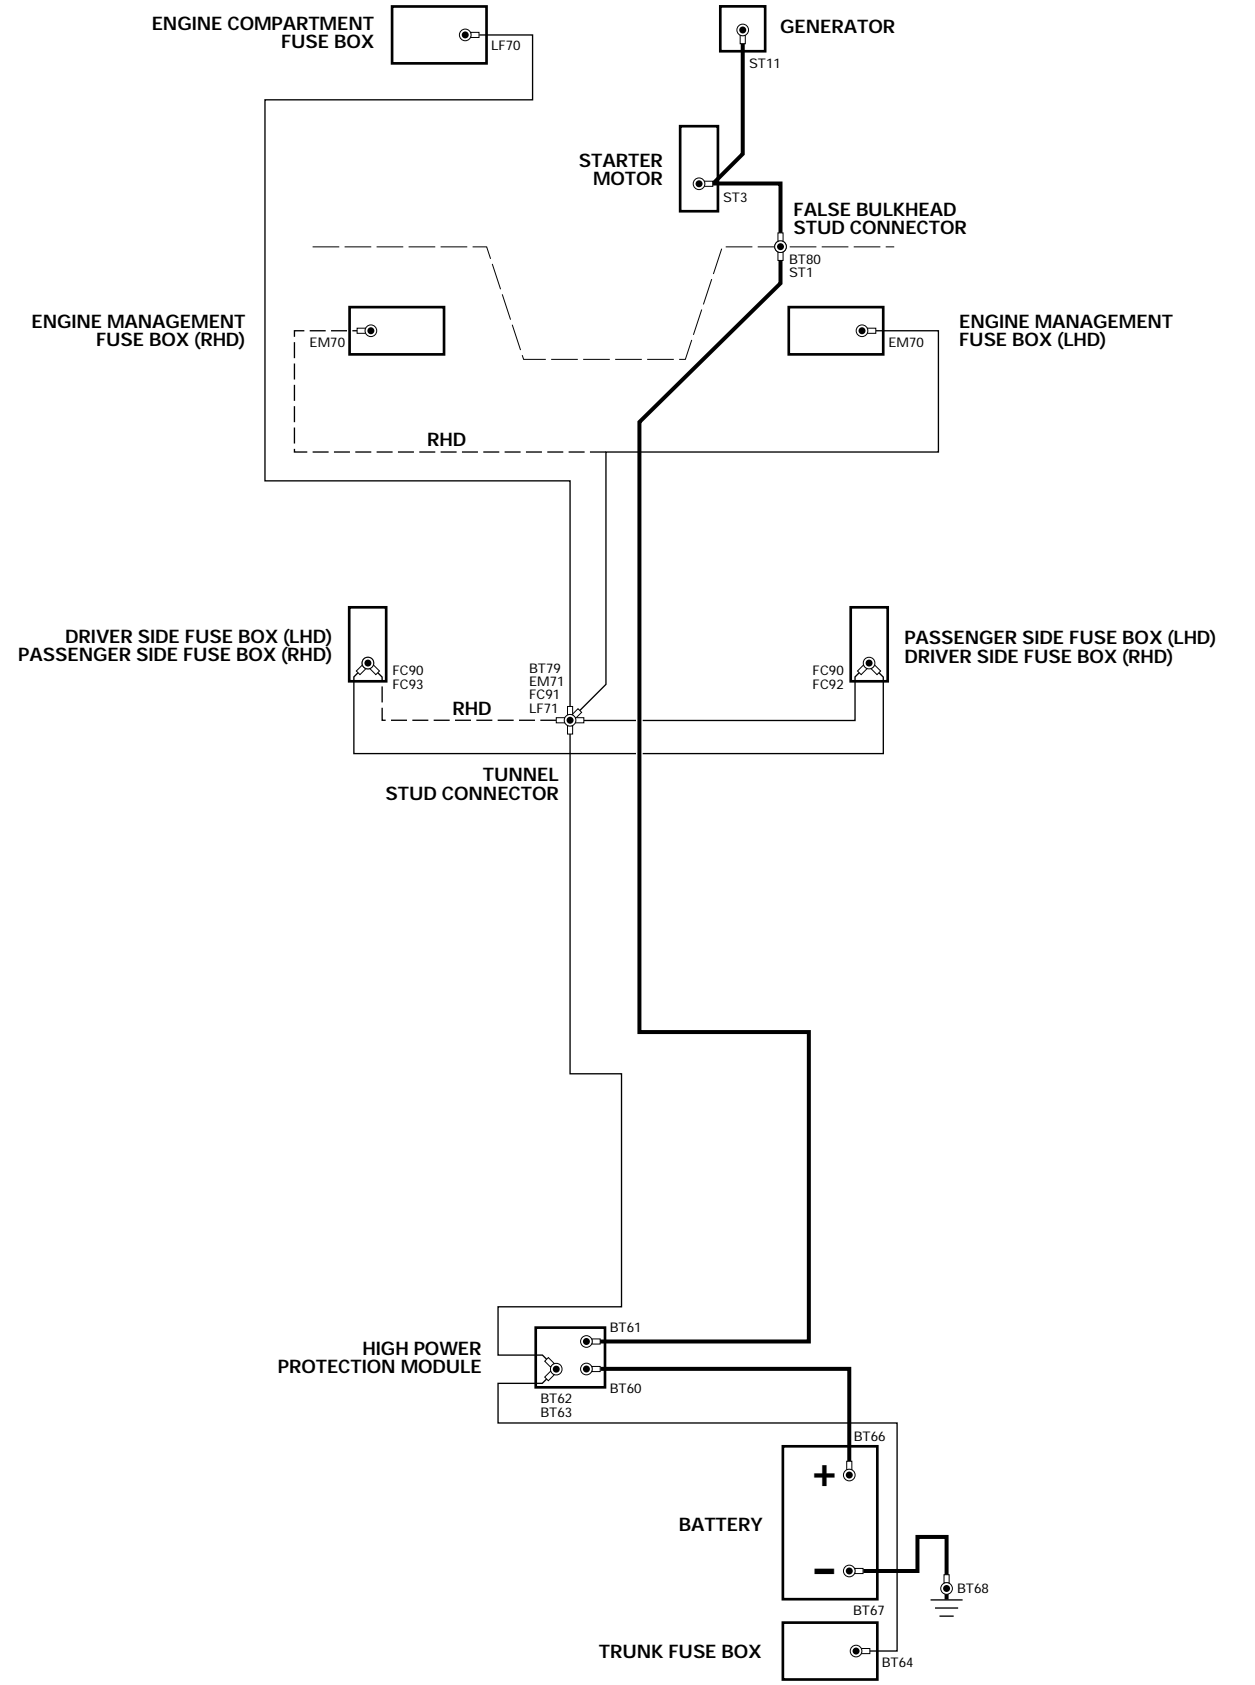 ENGINE COMPARTMENT
FUSE BOX
LF70
GENERATOR
ST11
STARTER
MOTOR
ST3
FALSE BULKHEAD
STUD CONNECTOR
BT80
ST1
ENGINE MANAGEMENT
FUSE BOX (RHD)
EM70
EM70
ENGINE MANAGEMENT
FUSE BOX (LHD)
RHD
DRIVER SIDE FUSE BOX (LHD)
PASSENGER SIDE FUSE BOX (RHD)
FC90
FC93
BT79
EM71
FC91
LF71
FC90
FC92
PASSENGER SIDE FUSE BOX (LHD)
DRIVER SIDE FUSE BOX (RHD)
RHD
TUNNEL
STUD CONNECTOR
HIGH POWER
PROTECTION MODULE
BT61
BT60
BT62
BT63
BT66
+
BATTERY
–
BT68
BT67
TRUNK FUSE BOX
BT64